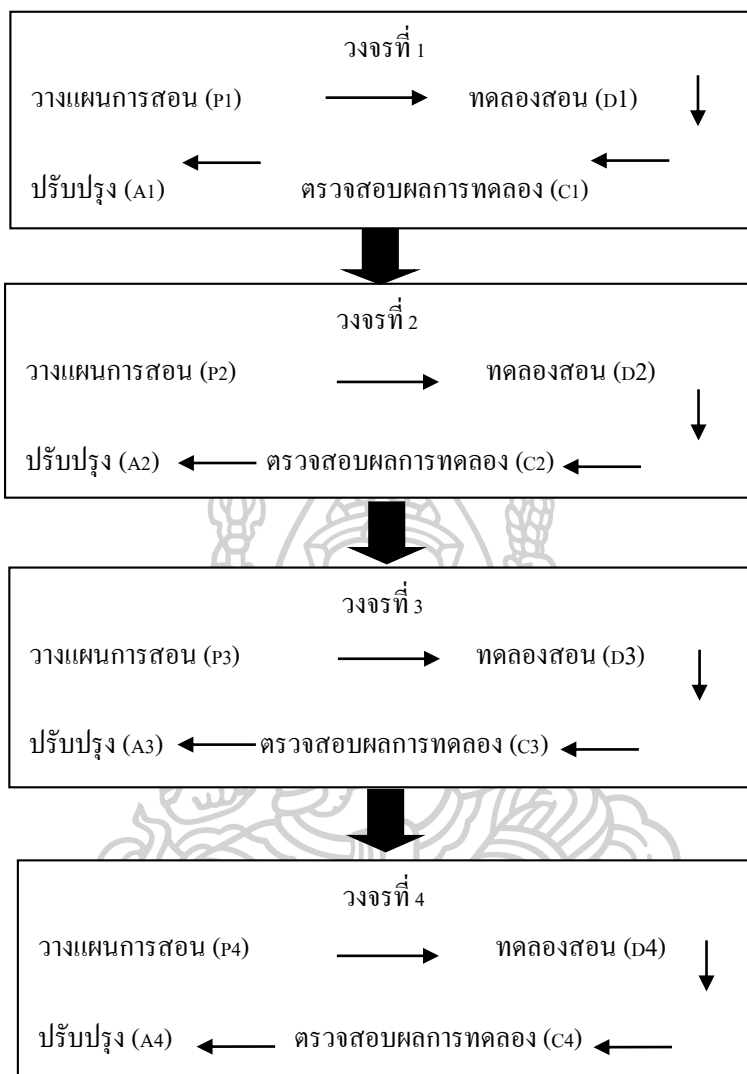 วงจรที่ 1
วางแผนการสอน (P1) ทดลองสอน (D1)
ปรับปรุง (A1) ตรวจสอบผลการทดลอง (C1)
วงจรที่ 2
วางแผนการสอน (P2) ทดลองสอน (D2)
ปรับปรุง (A2) ตรวจสอบผลการทดลอง (C2)
วงจรที่ 3
วางแผนการสอน (P3) ทดลองสอน (D3)
ปรับปรุง (A3) ตรวจสอบผลการทดลอง (C3)
วงจรที่ 4
วางแผนการสอน (P4) ทดลองสอน (D4)
ปรับปรุง (A4) ตรวจสอบผลการทดลอง (C4)